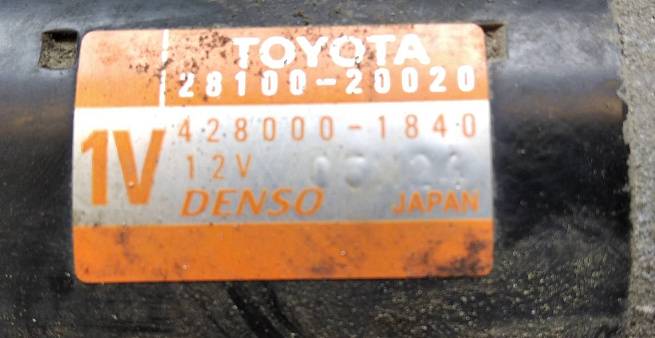 TOYOTA
28100-20020
1V
428000-1840
12V
DENSO JAPAN